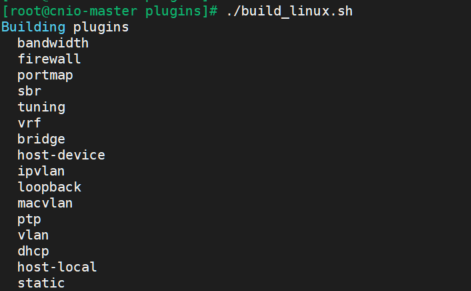 [root@cnio-master plugins]# ./build_linux.sh
Building plugins
bandwidth
firewall
portmap
sbr
tuning
vrf
bridge
host-device
ipvlan
loopback
macvlan
ptp
vlan
dhcp
host-local
static